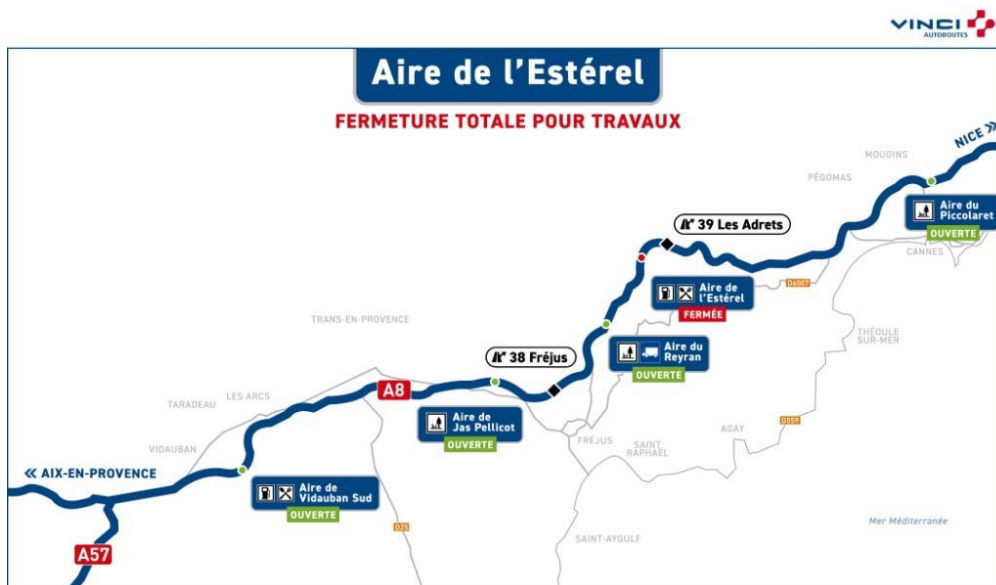 VINCI
AUTOROUTES
Aire de l'Estérel
FERMETURE TOTALE POUR TRAVAUX
NICE »
MOUGINS
PÉGOMAS
Aire du
Piccolaret
OUVERTE
39 Les Adrets
CANNES
Aire de
l'Estérel
FERMÉE
D6007
TRANS-EN-PROVENCE
THÉOULE
SUR-MER
38 Fréjus
Aire du
Reyran
OUVERTE
A8
LES ARCS
TARADEAU
Aire de
Jas Pellicot
OUVERTE
D559
AGAY
FRÉJUS
SAINT
RAPHAËL
VIDAUBAN
« AIX-EN-PROVENCE
Aire de
Vidauban Sud
OUVERTE
D25
Mer Méditerranée
SAINT-AYGULF
A57